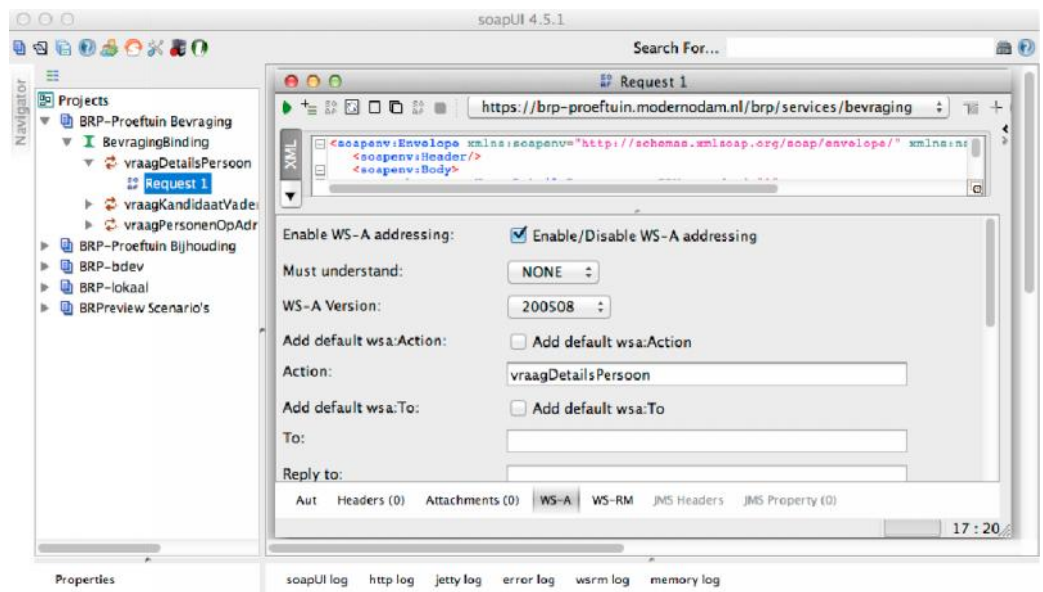 soapUI 4.5.1
Search For...
Navigator
Projects
BRP-Proeftuin Bevraging
BevragingBinding
vraagDetailsPersoon
Request 1
vraagKandidaatVade
vraagPersonenOpAdr
BRP-Proeftuin Bijhouding
BRP-bdev
BRP-lokaal
BRPreview Scenario's
Request 1
https://brp-proeftuin.modernodam.nl/brp/services/bevraging
XML
<soapenv:Envelope xmlns:soapenv="http://schemas.xmlsoap.org/soap/envelope/" xmlns:ns
<soapenv:Header/>
<soapenv:Body>
Enable WS-A addressing: Enable/Disable WS-A addressing
Must understand: NONE
WS-A Version: 200508
Add default wsa:Action: Add default wsa:Action
Action: vraagDetailsPersoon
Add default wsa:To: Add default wsa:To
To:
Reply to:
Aut Headers (0) Attachments (0) WS-A WS-RM JMS Headers JMS Property (0)
17 : 20
Properties
soapUI log http log jetty log error log wsrm log memory log